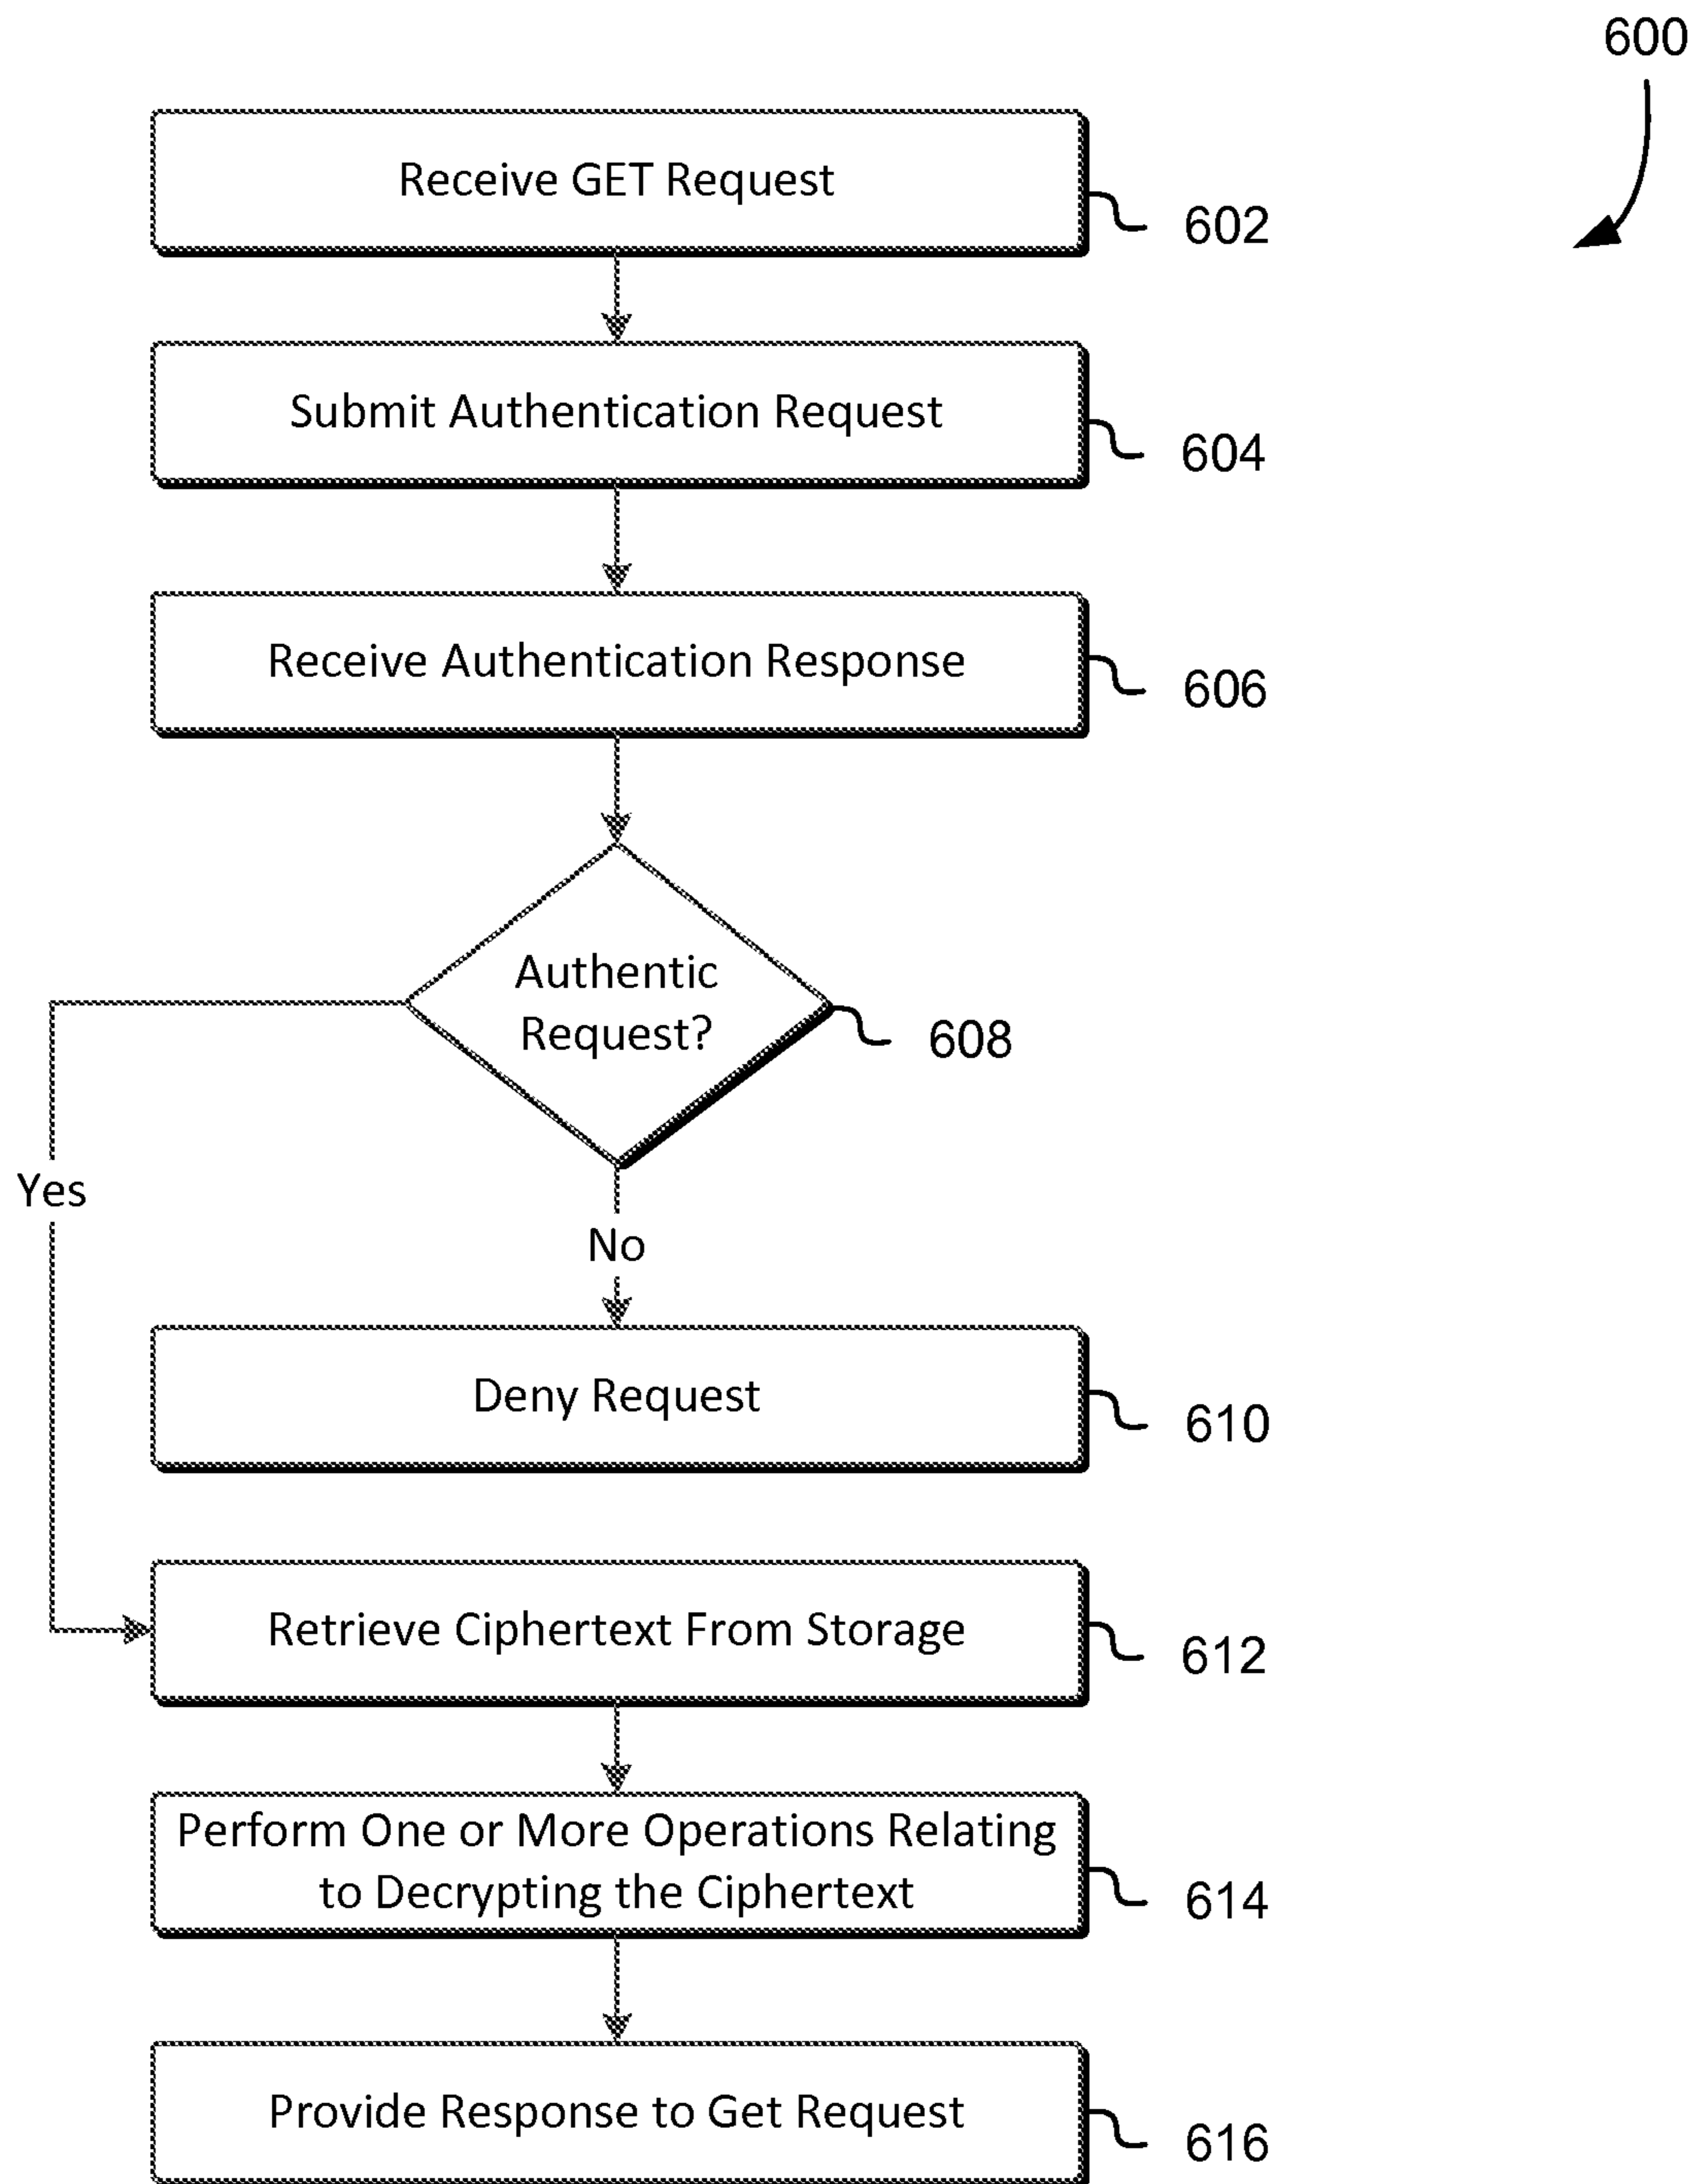 600
Receive GET Request
602
Submit Authentication Request
604
Receive Authentication Response
606
Authentic
Request?
608
Yes
No
Deny Request
610
Retrieve Ciphertext From Storage
612
Perform One or More Operations Relating
to Decrypting the Ciphertext
614
Provide Response to Get Request
616